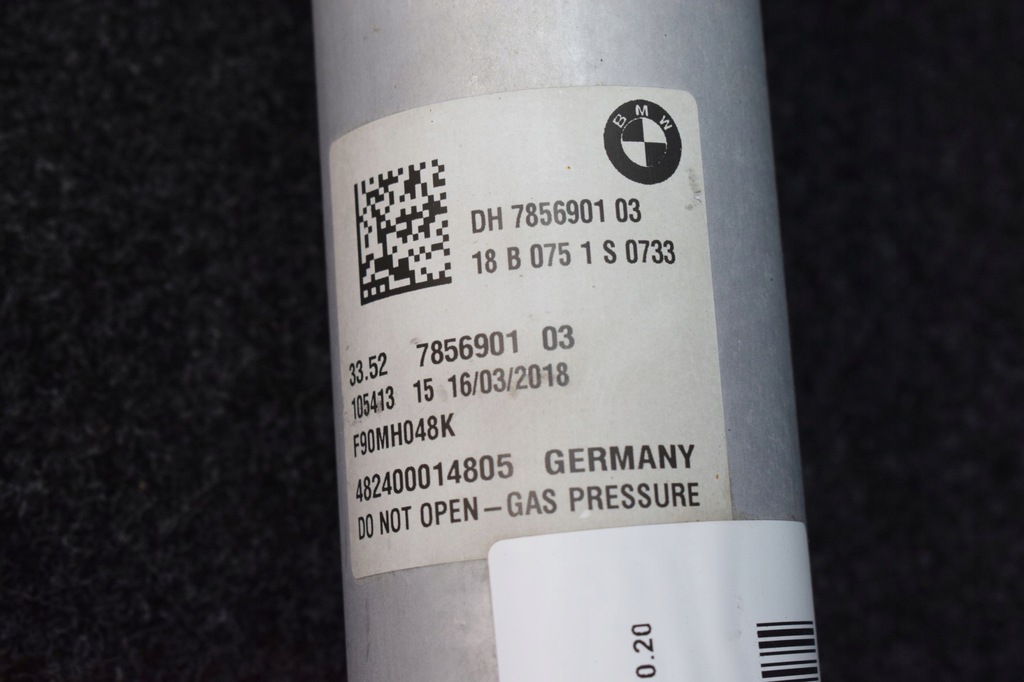 BMW
DH 7856901 03
18 B 075 1 S 0733
33.52 7856901 03
105413 15 16/03/2018
F90MH048K
482400014805 GERMANY
DO NOT OPEN – GAS PRESSURE
0.20